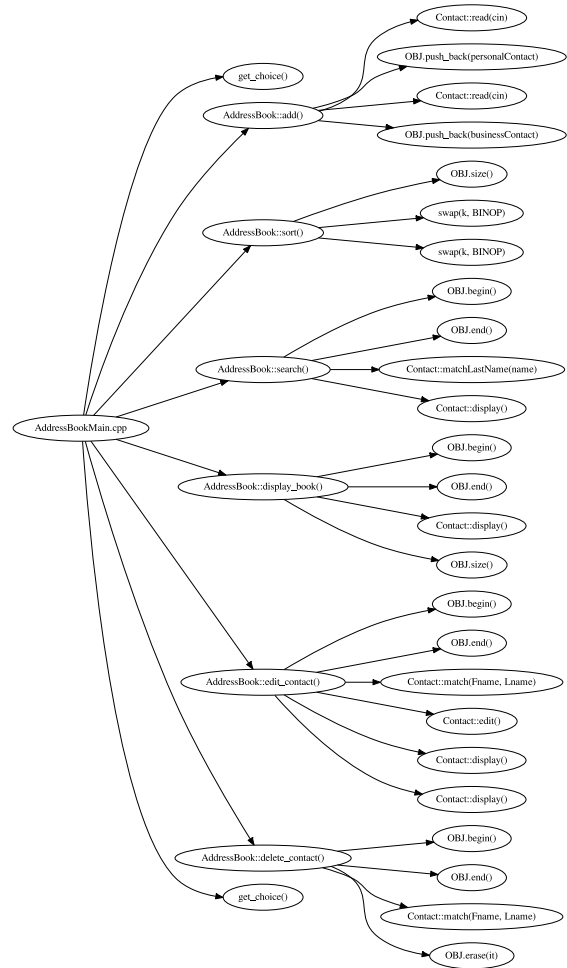 Contact::read(cin)
OBJ.push_back(personalContact)
get_choice()
Contact::read(cin)
AddressBook::add()
OBJ.push_back(businessContact)
OBJ.size()
swap(k, BINOP)
AddressBook::sort()
swap(k, BINOP)
OBJ.begin()
OBJ.end()
AddressBook::search()
Contact::matchLastName(name)
Contact::display()
AddressBookMain.cpp
OBJ.begin()
AddressBook::display_book()
OBJ.end()
Contact::display()
OBJ.size()
OBJ.begin()
OBJ.end()
AddressBook::edit_contact()
Contact::match(Fname, Lname)
Contact::edit()
Contact::display()
Contact::display()
OBJ.begin()
AddressBook::delete_contact()
OBJ.end()
get_choice()
Contact::match(Fname, Lname)
OBJ.erase(it)